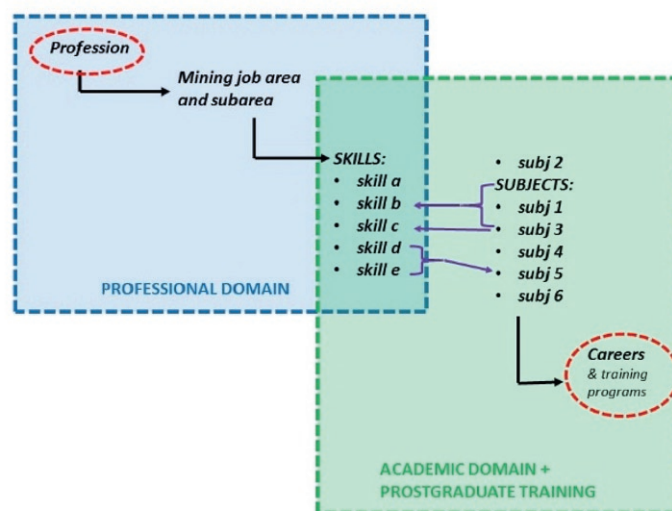 Profession
Mining job area
and subarea
SKILLS:
• skill a
• skill b
• skill c
• skill d
• skill e
PROFESSIONAL DOMAIN
• subj 2
SUBJECTS:
• subj 1
• subj 3
• subj 4
• subj 5
• subj 6
Careers
& training
programs
ACADEMIC DOMAIN +
PROSTGRADUATE TRAINING